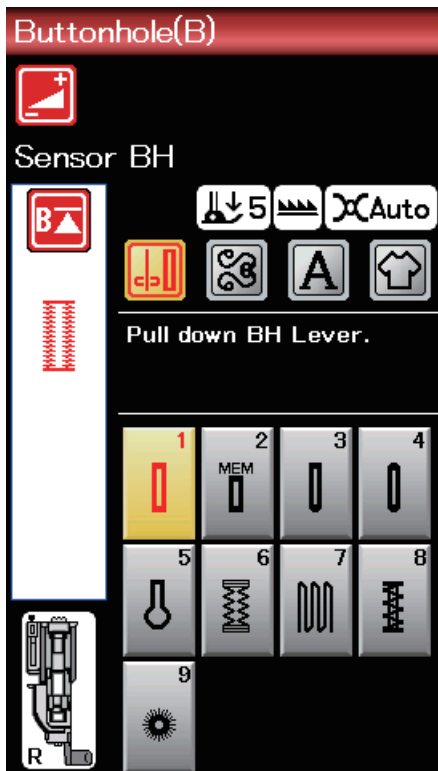 Buttonhole(B)
Sensor BH
B
5
Auto
A
Pull down BH Lever.
1
2
3
4
MEM
5
6
7
8
9
R